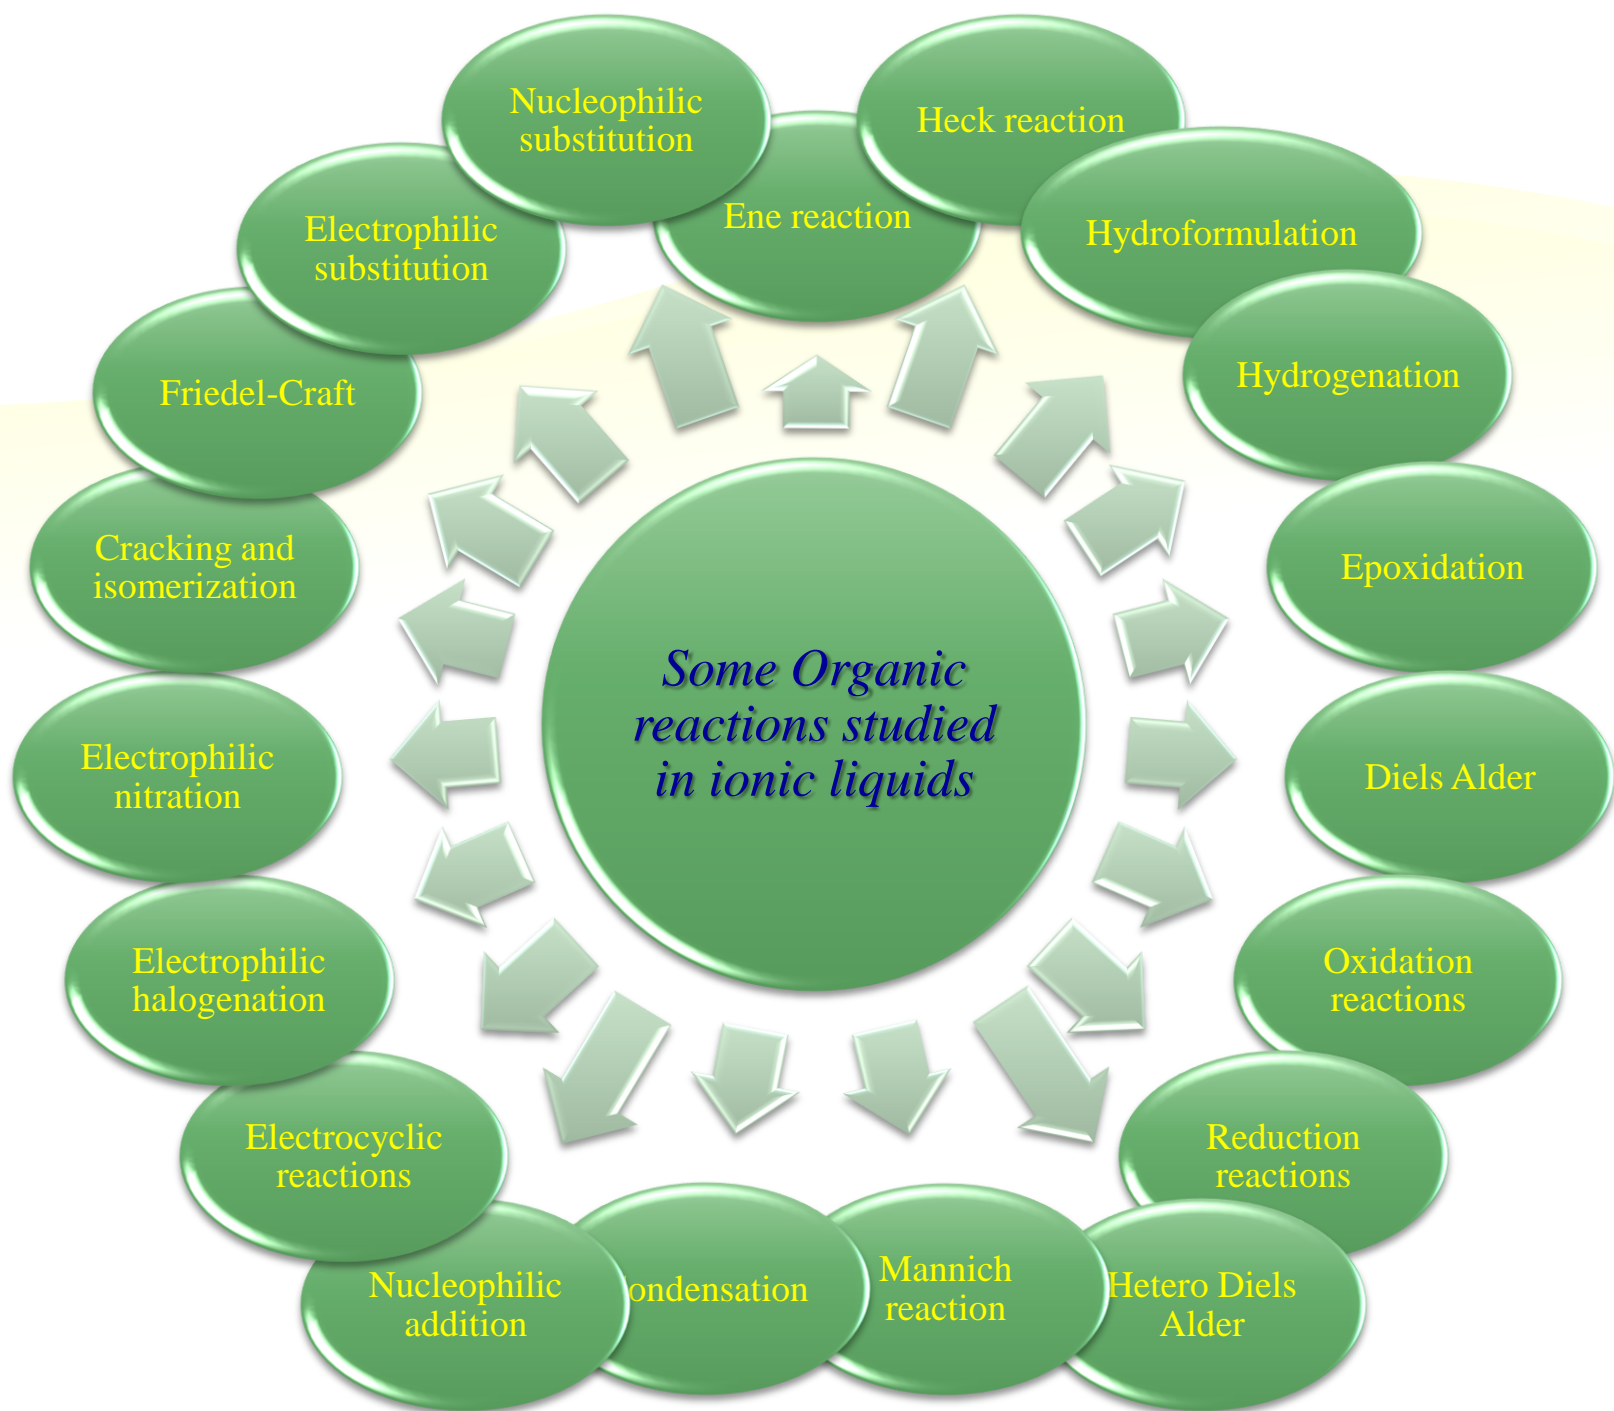 Nucleophilic
substitution
Heck reaction
Ene reaction
Electrophilic
substitution
Hydroformulation
Friedel-Craft
Hydrogenation
Cracking and
isomerization
Epoxidation
Some Organic
reactions studied
in ionic liquids
Electrophilic
nitration
Diels Alder
Electrophilic
halogenation
Oxidation
reactions
Electrocyclic
reactions
Reduction
reactions
Nucleophilic
addition
ondensation
Mannich
reaction
Hetero Diels
Alder